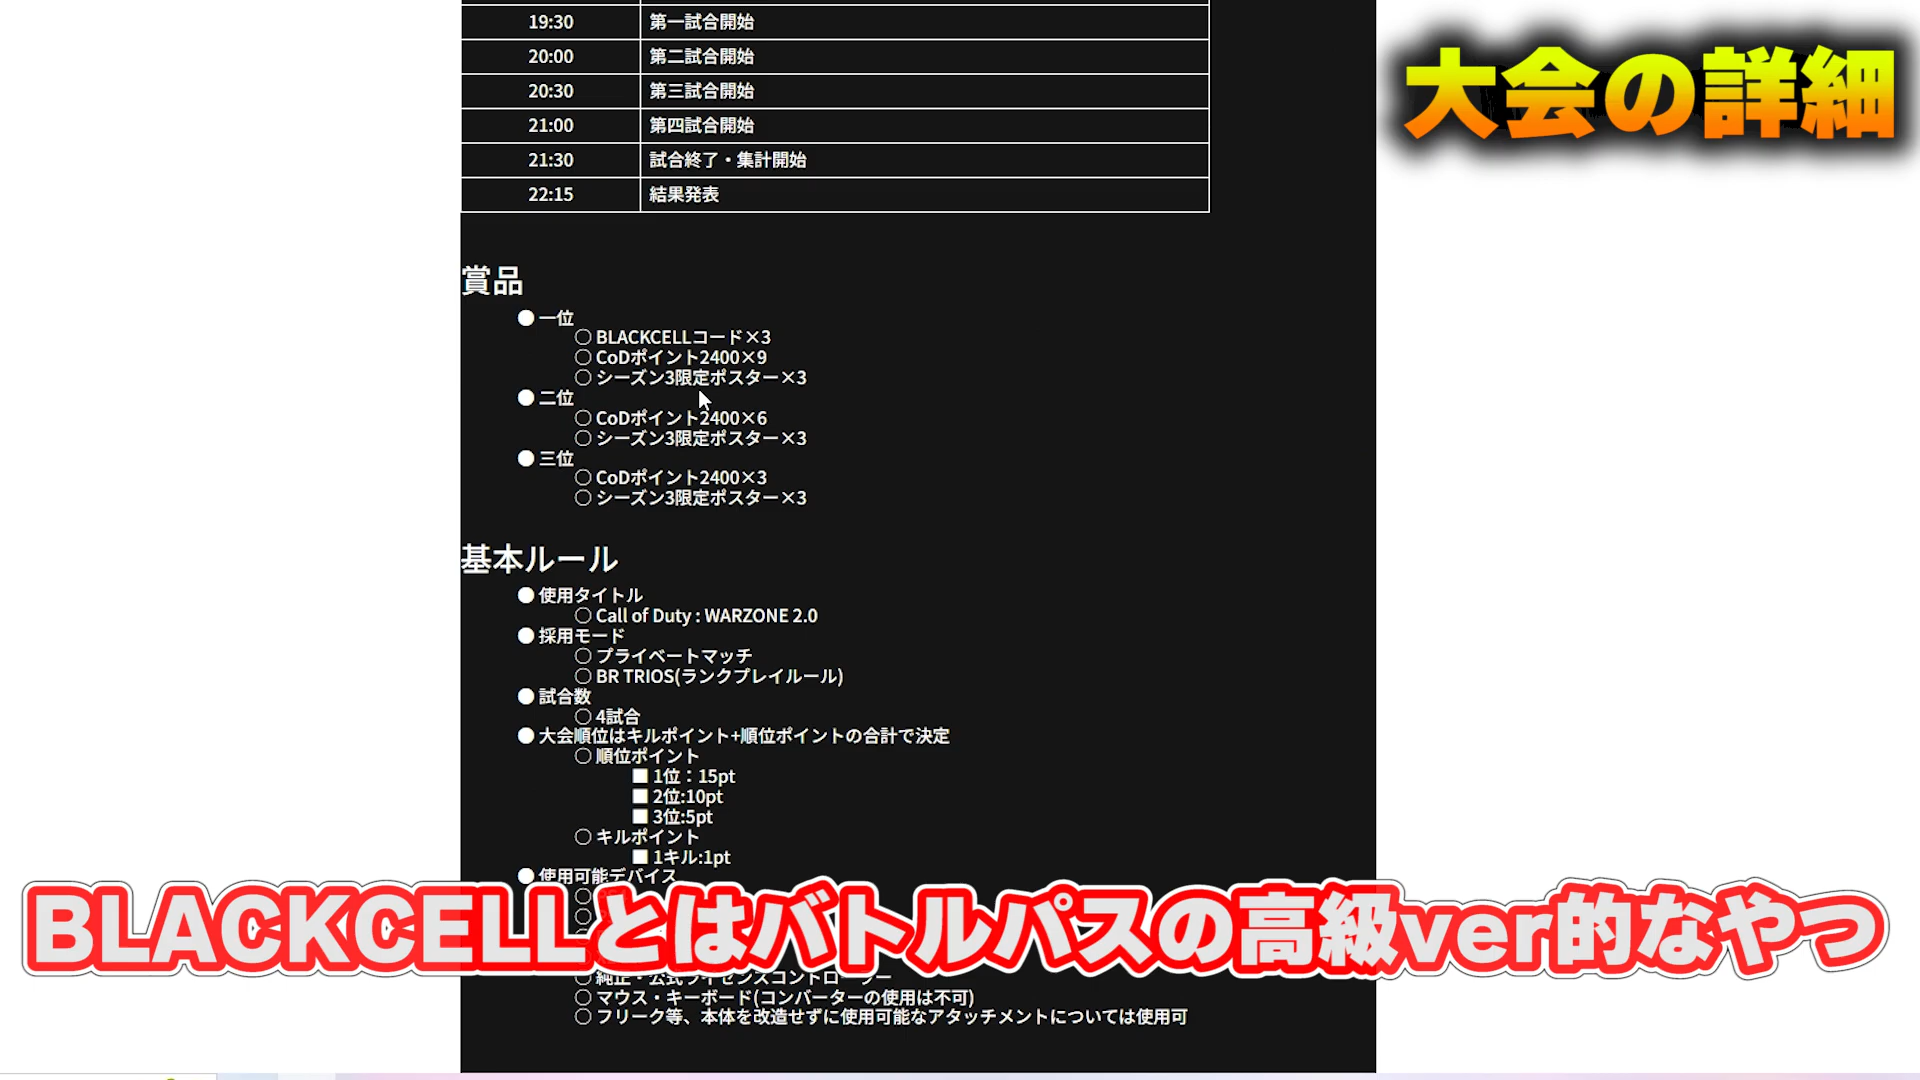 19:30 第一試合開始
20:00 第二試合開始
20:30 第三試合開始
21:00 第四試合開始
21:30 試合終了・集計開始
22:15 結果発表
大会の詳細
賞品
● 一位
○ BLACKCELLコード×3
○ CoDポイント2400×9
○ シーズン3限定ポスター×3
● 二位
○ CoDポイント2400×6
○ シーズン3限定ポスター×3
● 三位
○ CoDポイント2400×3
○ シーズン3限定ポスター×3
基本ルール
● 使用タイトル
○ Call of Duty : WARZONE 2.0
● 採用モード
○ プライベートマッチ
○ BR TRIOS(ランクプレイルール)
● 試合数
○ 4試合
● 大会順位はキルポイント+順位ポイントの合計で決定
○ 順位ポイント
■ 1位：15pt
■ 2位:10pt
■ 3位:5pt
○ キルポイント
■ 1キル:1pt
● 使用可能デバイス
BLACKCELLとはバトルパスの高級ver的なやつ
○ 純正・公式ライセンスコントローラー
○ マウス・キーボード(コンバーターの使用は不可)
○ フリーク等、本体を改造せずに使用可能なアタッチメントについては使用可